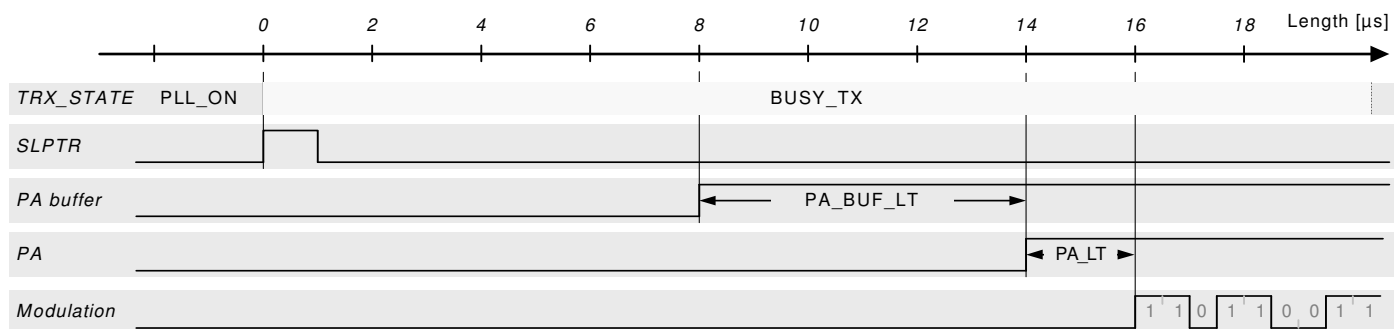 0 2 4 6 8 10 12 14 16 18 Length [µs]
TRX_STATE PLL_ON BUSY_TX
SLPTR
PA buffer PA_BUF_LT
PA PA_LT
Modulation 1 1 0 1 1 0 0 1 1